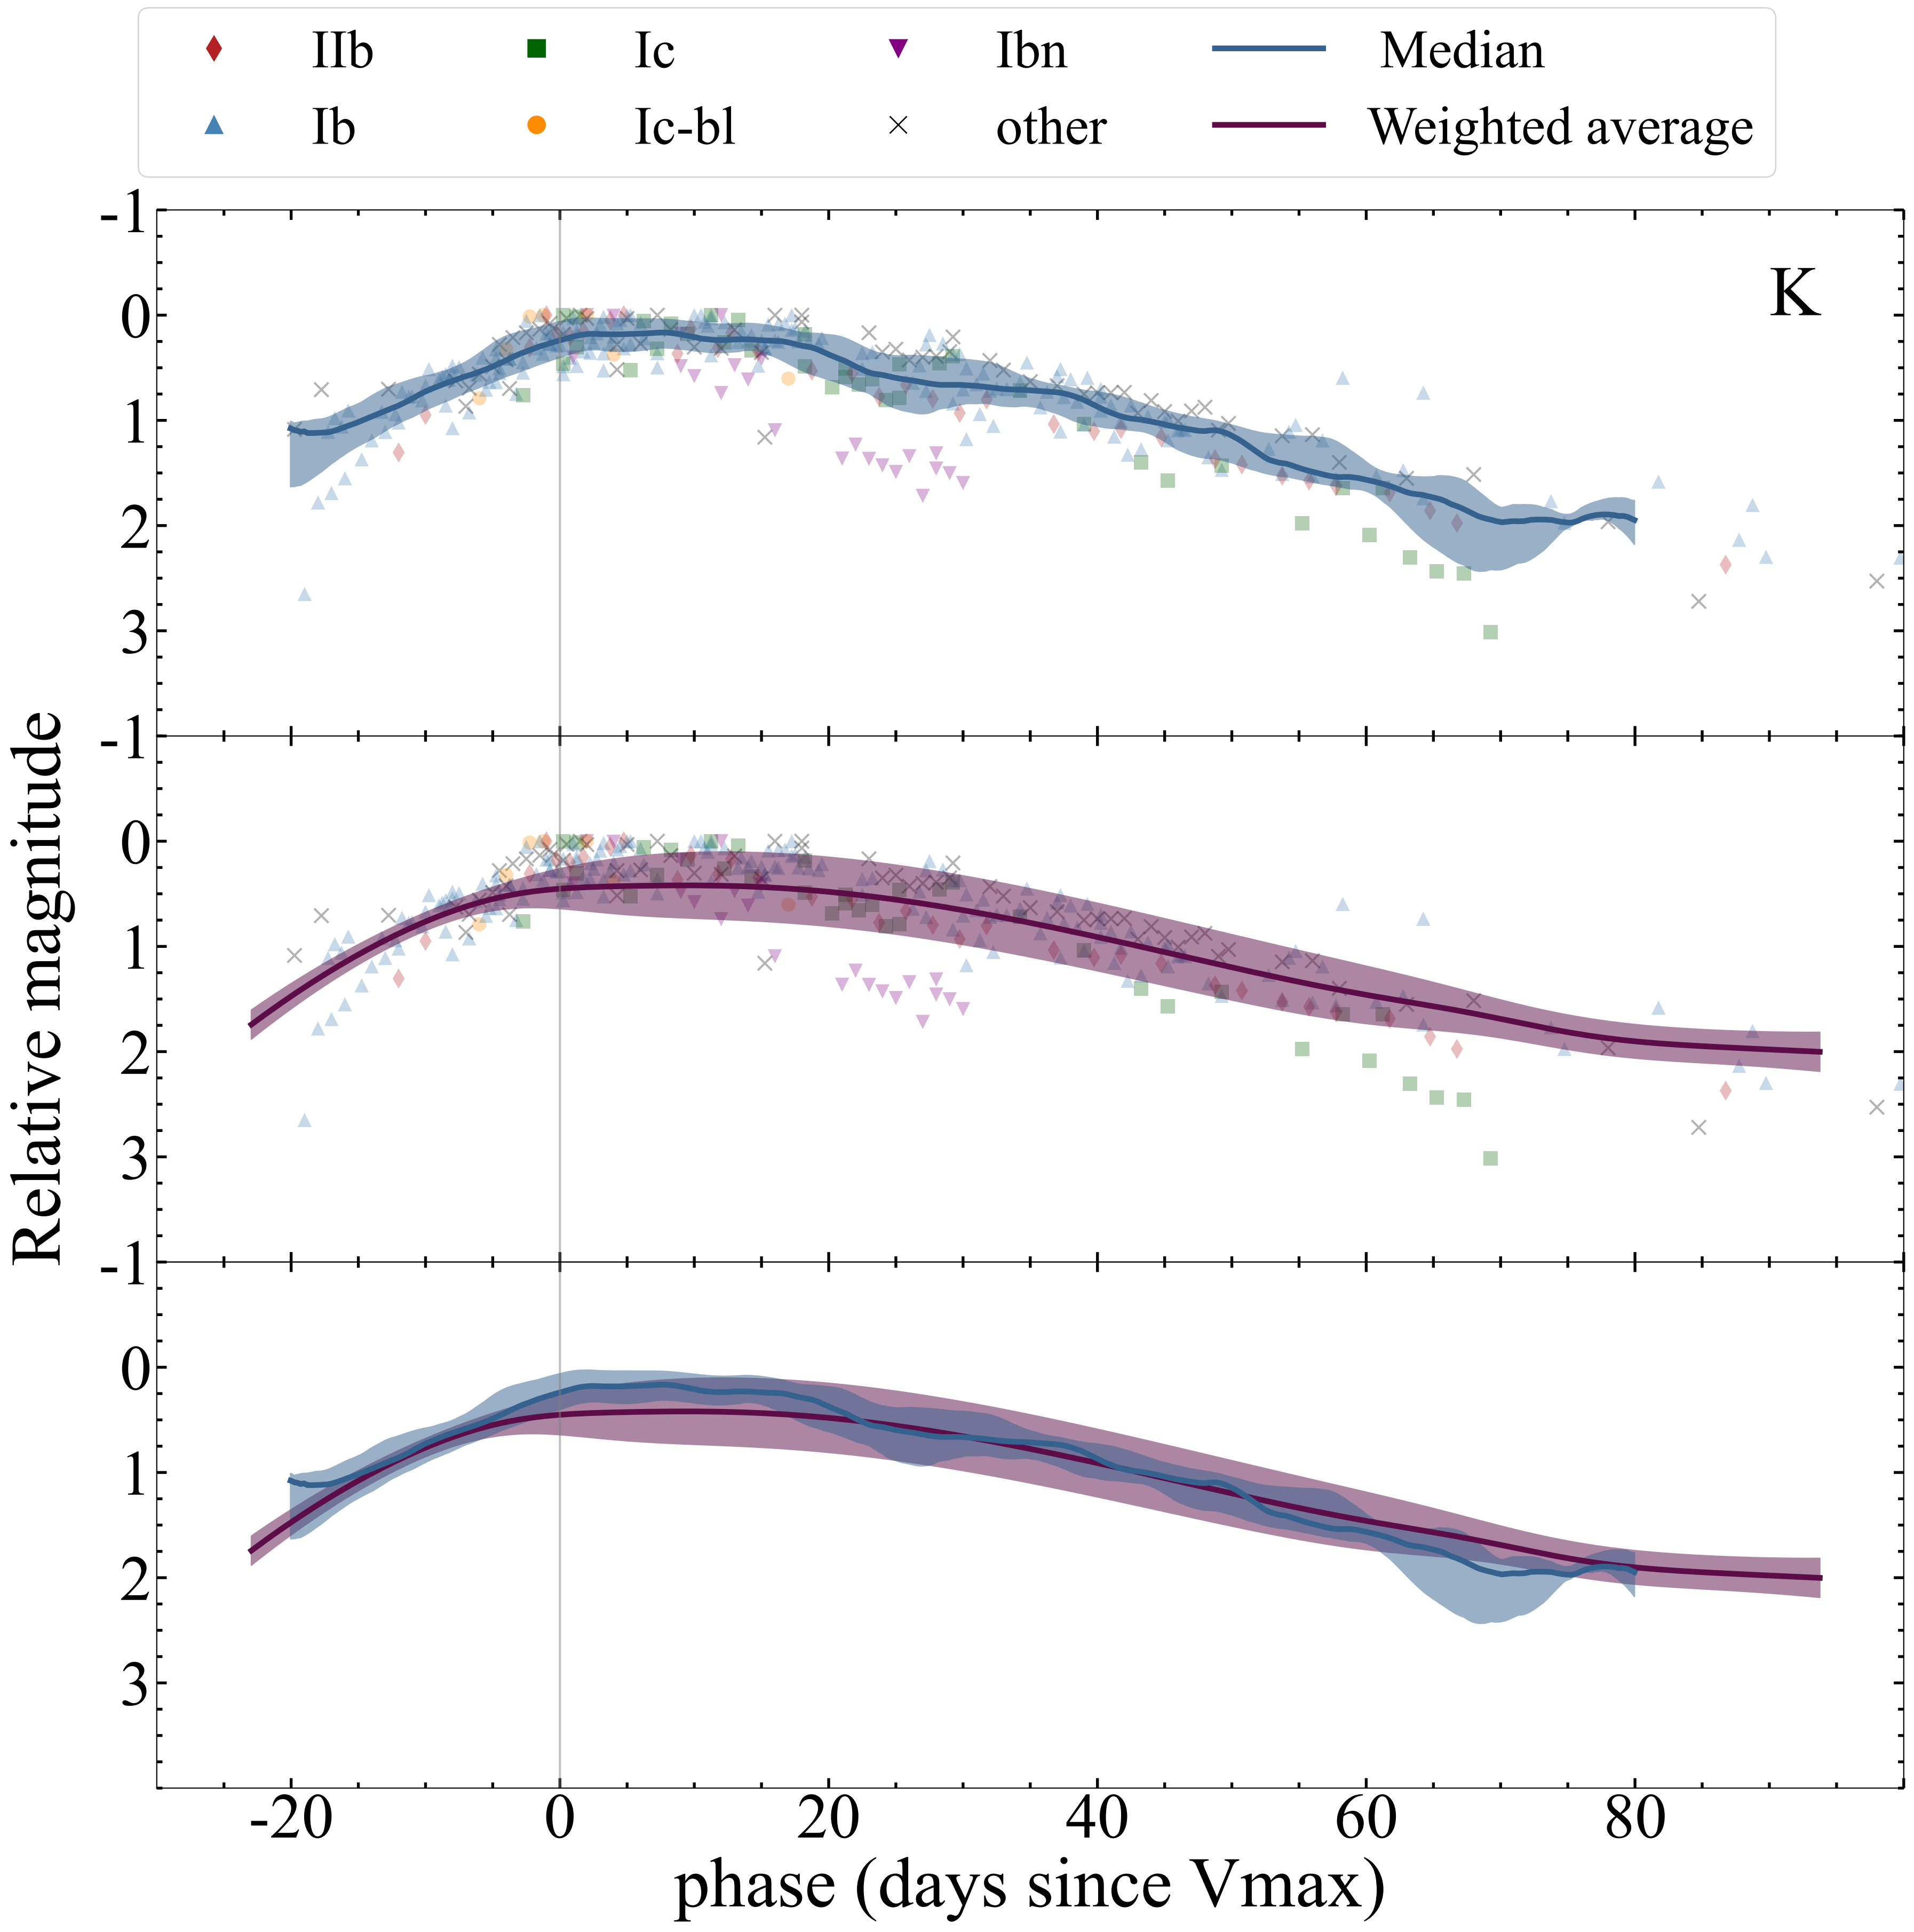 IIb Ic Ibn Median
Ib Ic-bl other Weighted average
K
-1
0
1
2
3
-1
0
1
2
3
-1
0
1
2
3
Relative magnitude
-20 0 20 40 60 80
phase (days since Vmax)